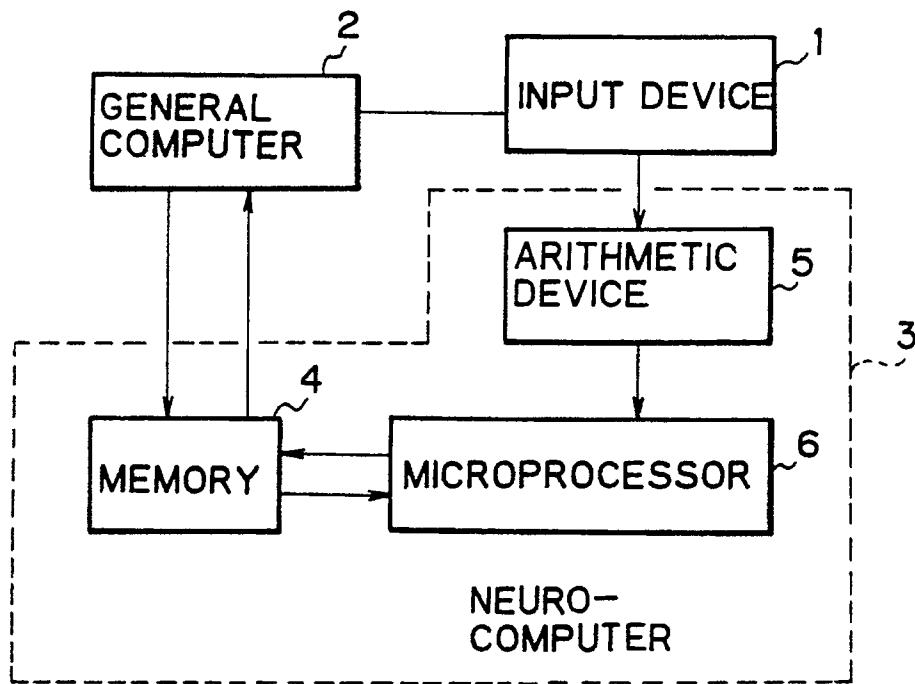 2
1
INPUT DEVICE
GENERAL
COMPUTER
ARITHMETIC
DEVICE
5
3
4
6
MEMORY
MICROPROCESSOR
NEURO-
COMPUTER